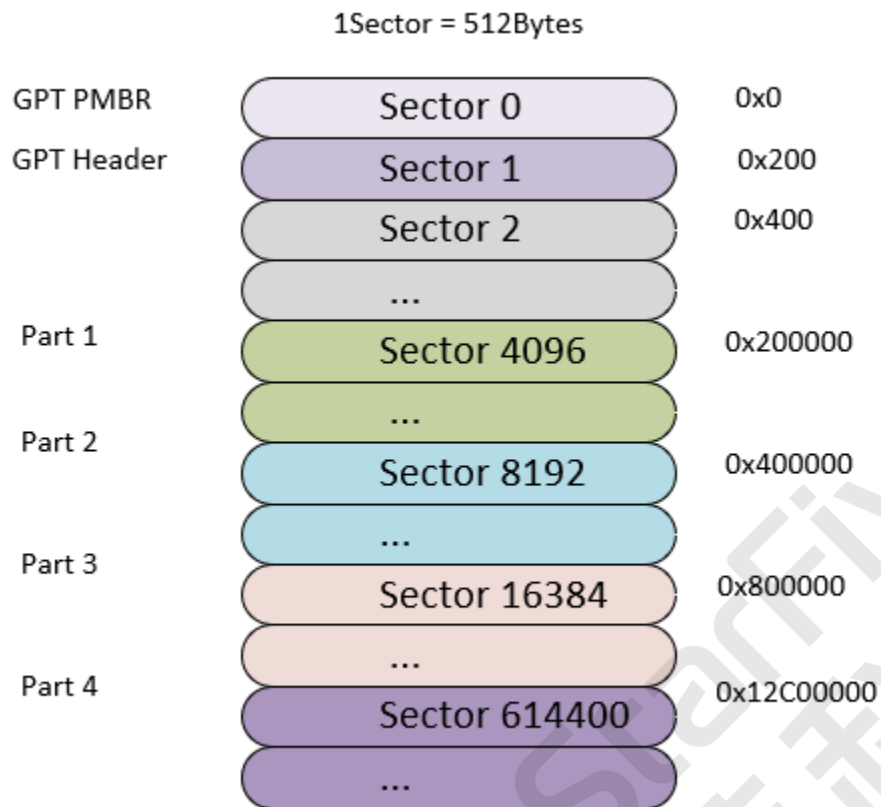 1Sector = 512Bytes
GPT PMBR Sector 0 0x0
GPT Header Sector 1 0x200
Sector 2 0x400
...
Part 1 Sector 4096 0x200000
...
Part 2 Sector 8192 0x400000
...
Part 3 Sector 16384 0x800000
...
Part 4 Sector 614400 0x12C00000
...
StarFiv